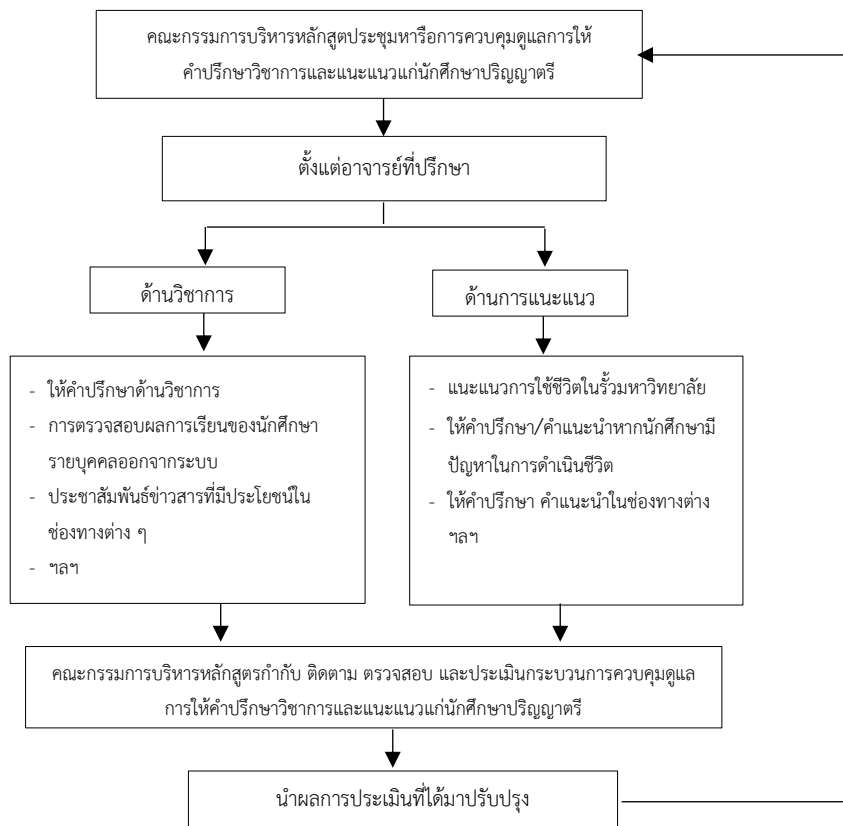 คณะกรรมการบริหารหลักสูตประชุมหารือการควบคุมดูแลการให้
คำปรึกษาวิชาการและแนะแนวแก่นักศึกษาปริญญาตรี
ตั้งแต่อาจารย์ที่ปรึกษา
ด้านวิชาการ
ด้านการแนะแนว
- ให้คำปรึกษาด้านวิชาการ
- การตรวจสอบผลการเรียนของนักศึกษา
รายบุคคลออกจากระบบ
- ประชาสัมพันธ์ข่าวสารที่มีประโยชน์ใน
ช่องทางต่าง ๆ
- ฯลฯ
- แนะแนวการใช้ชีวิตในรั้วมหาวิทยาลัย
- ให้คำปรึกษา/คำแนะนำหากนักศึกษามี
ปัญหาในการดำเนินชีวิต
- ให้คำปรึกษา คำแนะนำในช่องทางต่าง
ฯลฯ
คณะกรรมการบริหารหลักสูตรกำกับ ติดตาม ตรวจสอบ และประเมินกระบวนการควบคุมดูแล
การให้คำปรึกษาวิชาการและแนะแนวแก่นักศึกษาปริญญาตรี
นำผลการประเมินที่ได้มาปรับปรุง